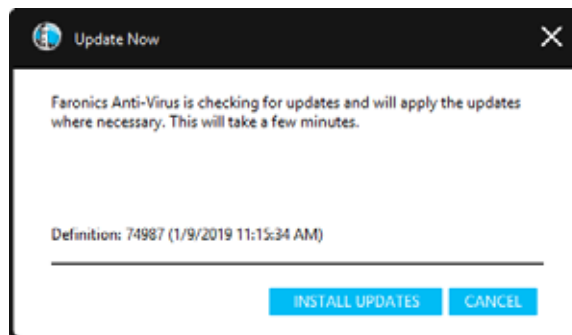 Update Now
Faronics Anti-Virus is checking for updates and will apply the updates
where necessary. This will take a few minutes.
Definition: 74987 (1/9/2019 11:15:34 AM)
INSTALL UPDATES CANCEL